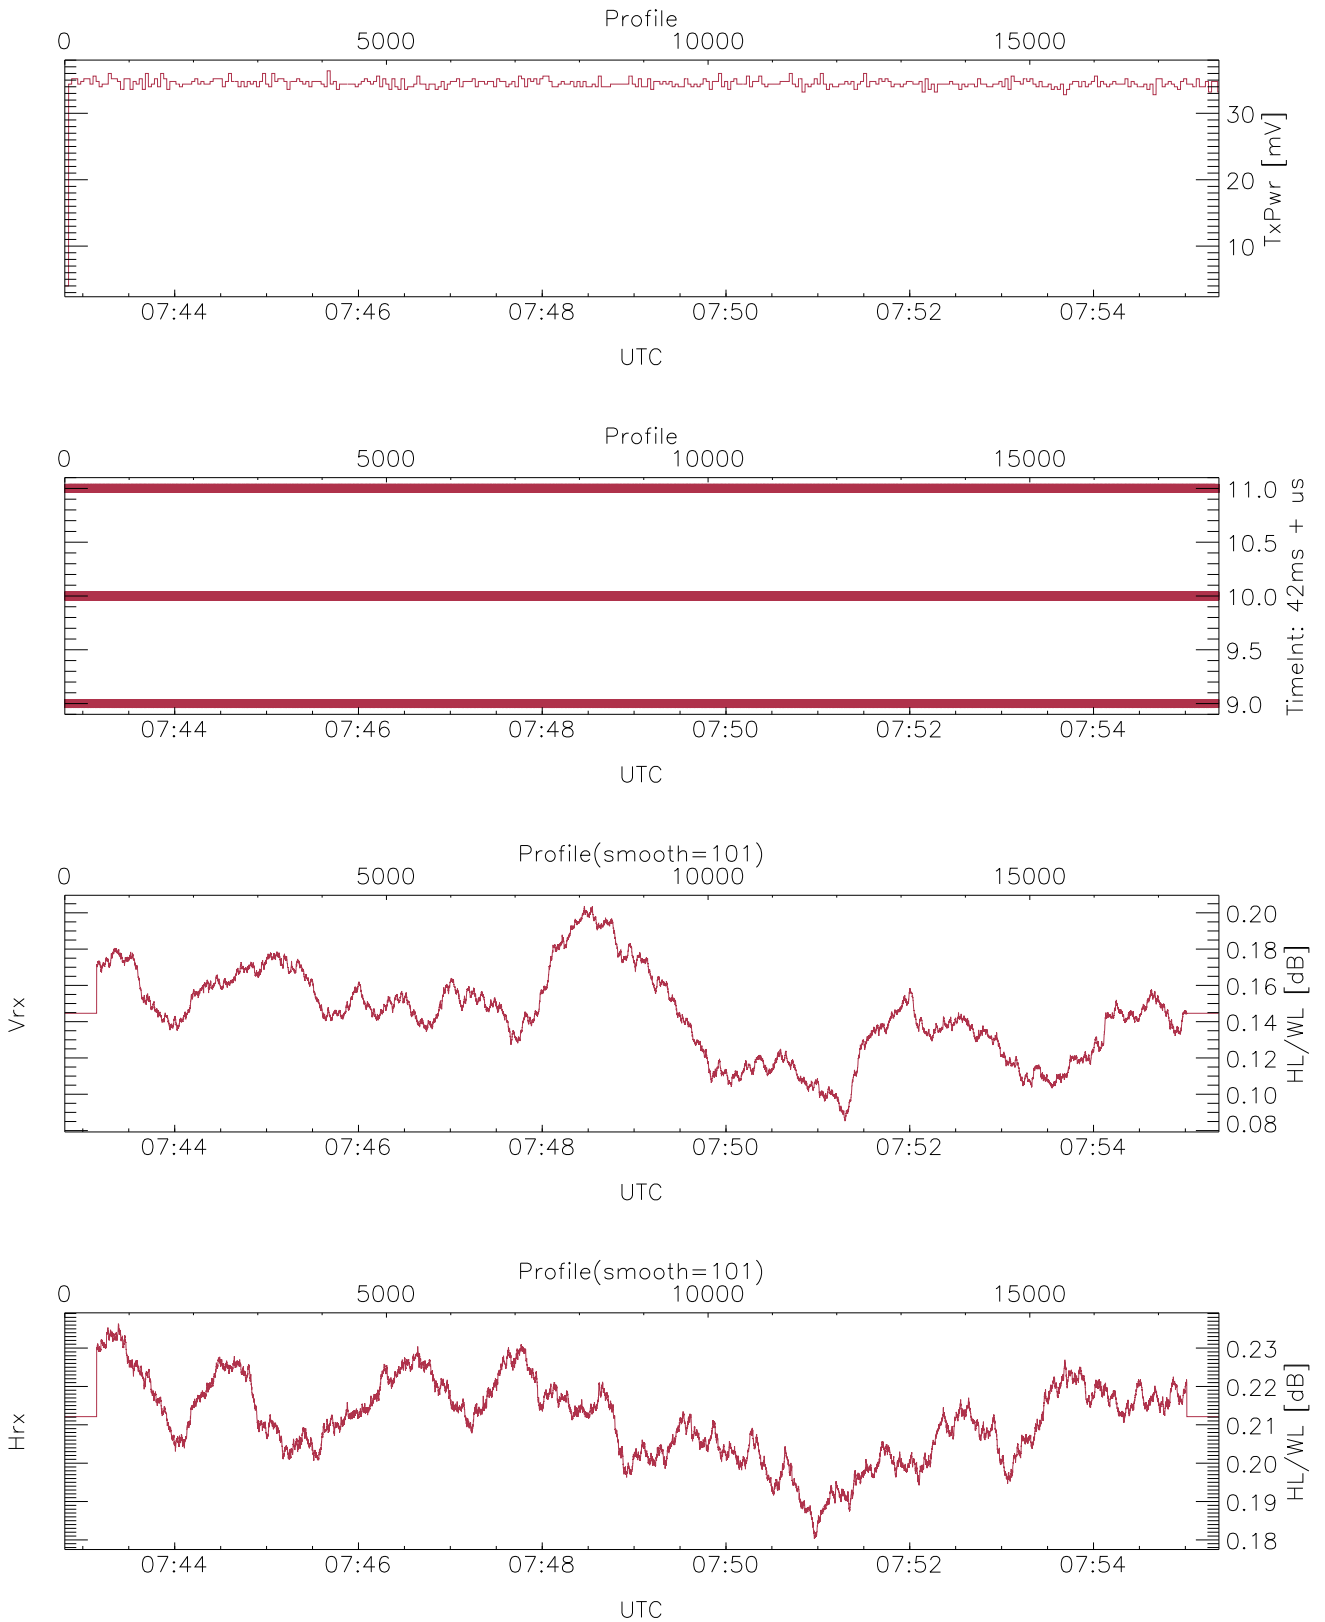 Profile
0 5000 10000 15000
30
20
10
TxPwr [mV]
07:44 07:46 07:48 07:50 07:52 07:54
UTC
Profile
0 5000 10000 15000
11.0
10.5
10.0
9.5
9.0
TimeInt: 42ms + us
07:44 07:46 07:48 07:50 07:52 07:54
UTC
Profile(smooth=101)
0 5000 10000 15000
Vrx
0.20
0.18
0.16
0.14
0.12
0.10
0.08
HL/WL [dB]
07:44 07:46 07:48 07:50 07:52 07:54
UTC
Profile(smooth=101)
0 5000 10000 15000
Hrx
0.23
0.22
0.21
0.20
0.19
0.18
HL/WL [dB]
07:44 07:46 07:48 07:50 07:52 07:54
UTC